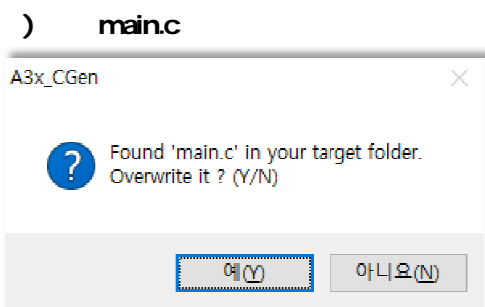 ) main.c
A3x_CGen
Found 'main.c' in your target folder.
Overwrite it ? (Y/N)
예(Y) 아니요(N)